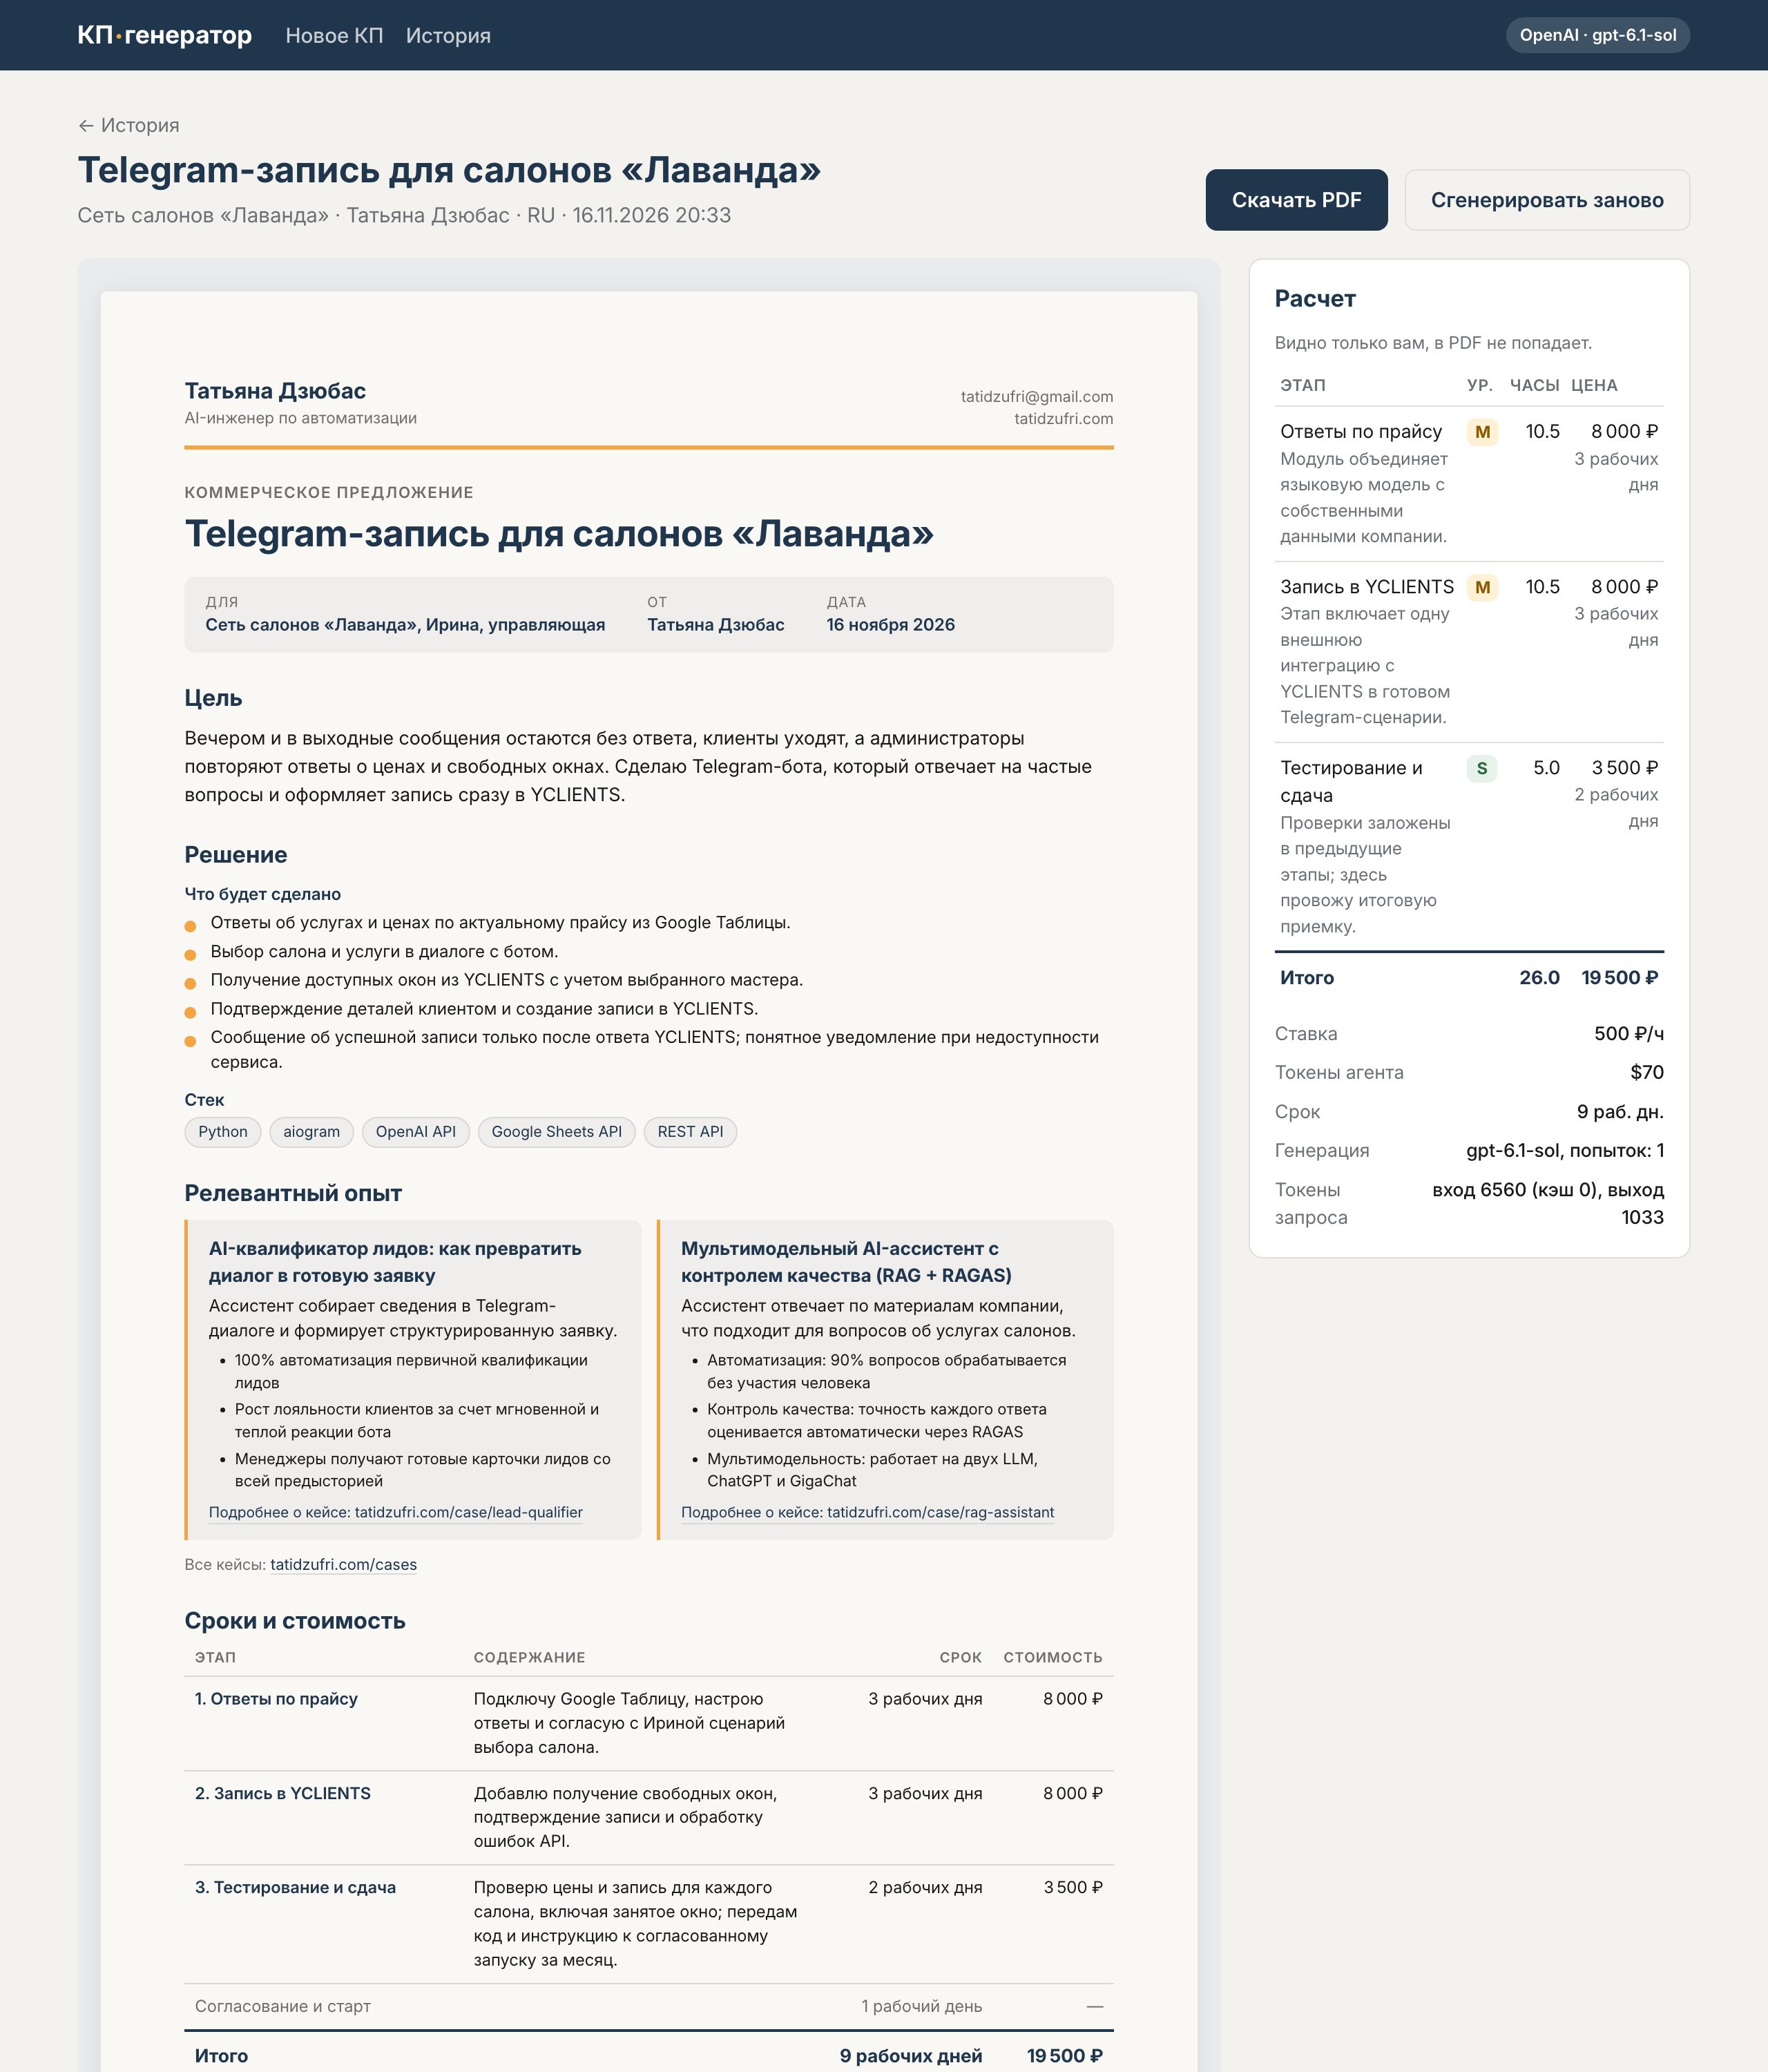 КП·генератор Новое КП История OpenAI · gpt-6.1-sol
← История
Telegram-запись для салонов «Лаванда»
Сеть салонов «Лаванда» · Татьяна Дзюбас · RU · 16.11.2026 20:33
Скачать PDF Сгенерировать заново
Татьяна Дзюбас
AI-инженер по автоматизации
tatidzufri@gmail.com
tatidzufri.com
КОММЕРЧЕСКОЕ ПРЕДЛОЖЕНИЕ
Telegram-запись для салонов «Лаванда»
ДЛЯ
Сеть салонов «Лаванда», Ирина, управляющая
ОТ
Татьяна Дзюбас
ДАТА
16 ноября 2026
Цель
Вечером и в выходные сообщения остаются без ответа, клиенты уходят, а администраторы
повторяют ответы о ценах и свободных окнах. Сделаю Telegram-бота, который отвечает на частые
вопросы и оформляет запись сразу в YCLIENTS.
Решение
Что будет сделано
Ответы об услугах и ценах по актуальному прайсу из Google Таблицы.
Выбор салона и услуги в диалоге с ботом.
Получение доступных окон из YCLIENTS с учетом выбранного мастера.
Подтверждение деталей клиентом и создание записи в YCLIENTS.
Сообщение об успешной записи только после ответа YCLIENTS; понятное уведомление при недоступности
сервиса.
Стек
Python aiogram OpenAI API Google Sheets API REST API
Релевантный опыт
AI-квалификатор лидов: как превратить
диалог в готовую заявку
Ассистент собирает сведения в Telegram-
диалоге и формирует структурированную заявку.
• 100% автоматизация первичной квалификации
лидов
• Рост лояльности клиентов за счет мгновенной и
теплой реакции бота
• Менеджеры получают готовые карточки лидов со
всей предысторией
Подробнее о кейсе: tatidzufri.com/case/lead-qualifier
Мультимодельный AI-ассистент с
контролем качества (RAG + RAGAS)
Ассистент отвечает по материалам компании,
что подходит для вопросов об услугах салонов.
• Автоматизация: 90% вопросов обрабатывается
без участия человека
• Контроль качества: точность каждого ответа
оценивается автоматически через RAGAS
• Мультимодельность: работает на двух LLM,
ChatGPT и GigaChat
Подробнее о кейсе: tatidzufri.com/case/rag-assistant
Все кейсы: tatidzufri.com/cases
Сроки и стоимость
ЭТАП СОДЕРЖАНИЕ СРОК СТОИМОСТЬ
1. Ответы по прайсу Подключу Google Таблицу, настрою 3 рабочих дня 8 000 ₽
ответы и согласую с Ириной сценарий
выбора салона.
2. Запись в YCLIENTS Добавлю получение свободных окон, 3 рабочих дня 8 000 ₽
подтверждение записи и обработку
ошибок API.
3. Тестирование и сдача Проверю цены и запись для каждого 2 рабочих дня 3 500 ₽
салона, включая занятое окно; передам
код и инструкцию к согласованному
запуску за месяц.
Согласование и старт 1 рабочий день —
Итого 9 рабочих дней 19 500 ₽
Расчет
Видно только вам, в PDF не попадает.
ЭТАП УР. ЧАСЫ ЦЕНА
Ответы по прайсу M 10.5 8 000 ₽
Модуль объединяет 3 рабочих
языковую модель с дня
собственными
данными компании.
Запись в YCLIENTS M 10.5 8 000 ₽
Этап включает одну 3 рабочих
внешнюю дня
интеграцию с
YCLIENTS в готовом
Telegram-сценарии.
Тестирование и S 5.0 3 500 ₽
сдача 2 рабочих
Проверки заложены дня
в предыдущие
этапы; здесь
провожу итоговую
приемку.
Итого 26.0 19 500 ₽
Ставка 500 ₽/ч
Токены агента $70
Срок 9 раб. дн.
Генерация gpt-6.1-sol, попыток: 1
Токены вход 6560 (кэш 0), выход
запроса 1033